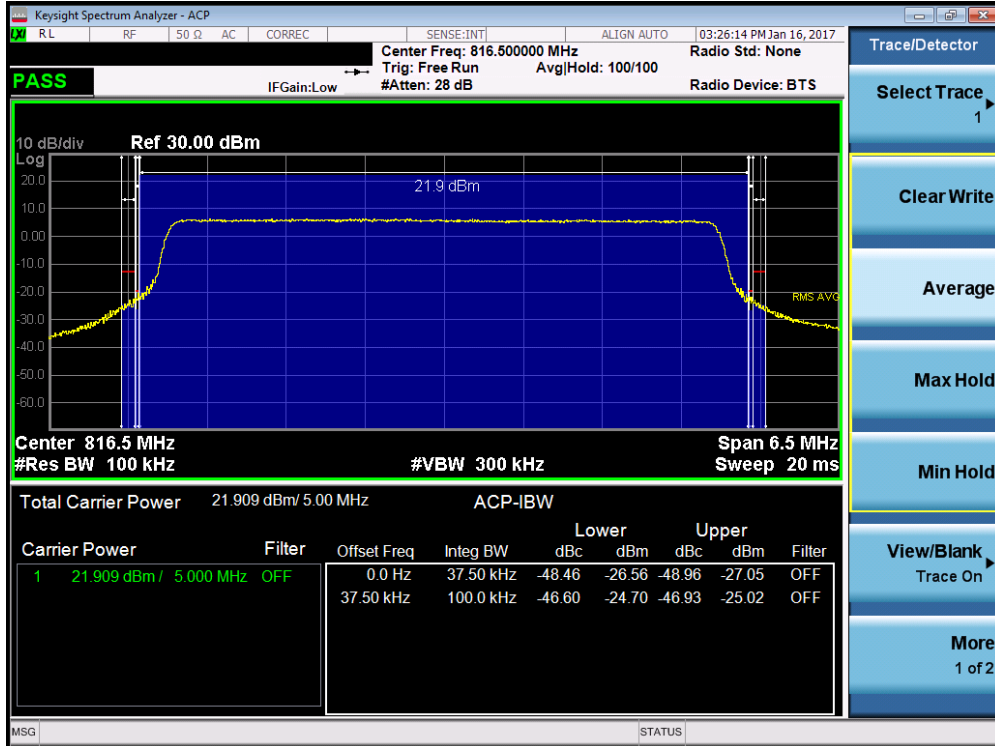 Keysight Spectrum Analyzer - ACP
LXI RL RF 50 Ω AC CORREC SENSE:INT ALIGN AUTO 03:26:14 PM Jan 16, 2017
Center Freq: 816.500000 MHz Radio Std: None
Trig: Free Run Avg|Hold: 100/100
PASS IFGain:Low #Atten: 28 dB Radio Device: BTS
10 dB/div Ref 30.00 dBm
Log
21.9 dBm
20.0
10.0
0.00
-10.0
-20.0
RMS AVG
-30.0
-40.0
-50.0
-60.0
Center 816.5 MHz Span 6.5 MHz
#Res BW 100 kHz #VBW 300 kHz Sweep 20 ms
Total Carrier Power 21.909 dBm/ 5.00 MHz ACP-IBW
Lower Upper
Carrier Power Filter Offset Freq Integ BW dBc dBm dBc dBm Filter
1 21.909 dBm / 5.000 MHz OFF 0.0 Hz 37.50 kHz -48.46 -26.56 -48.96 -27.05 OFF
37.50 kHz 100.0 kHz -46.60 -24.70 -46.93 -25.02 OFF
MSG STATUS
Trace/Detector
Select Trace
1
Clear Write
Average
Max Hold
Min Hold
View/Blank
Trace On
More
1 of 2